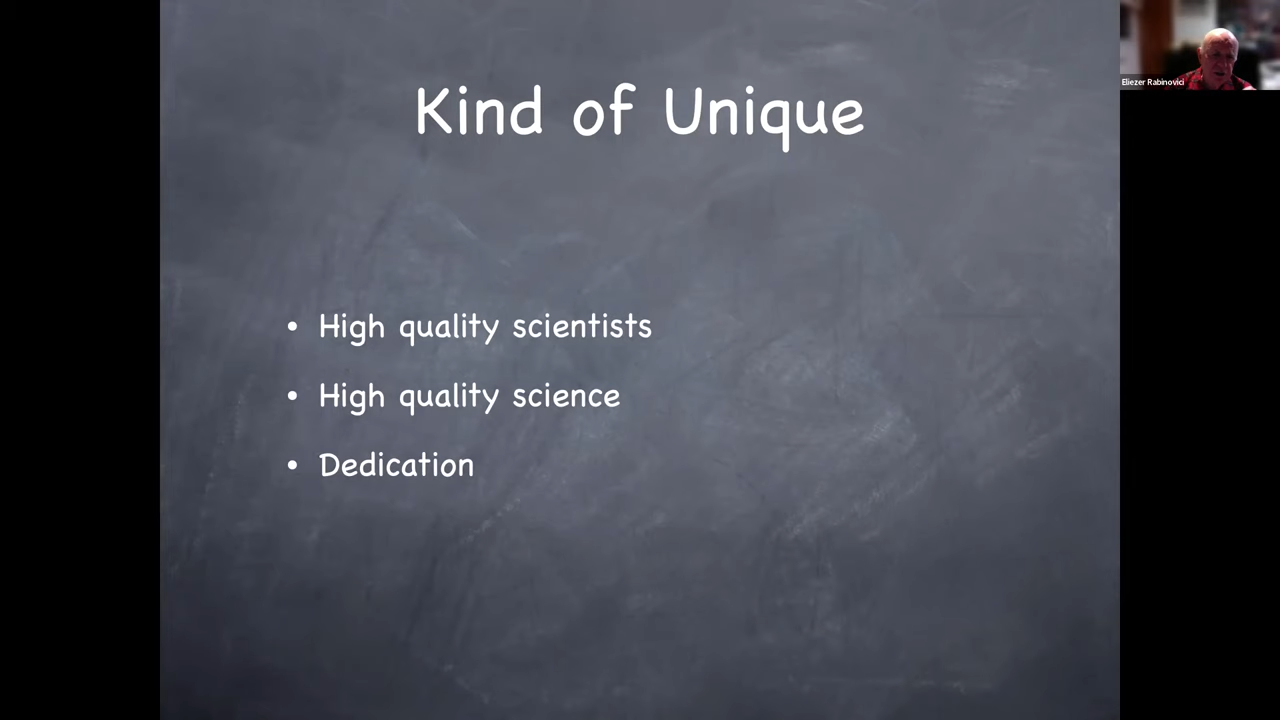 Kind of Unique
Eliezer Rabinovici
• High quality scientists
• High quality science
• Dedication